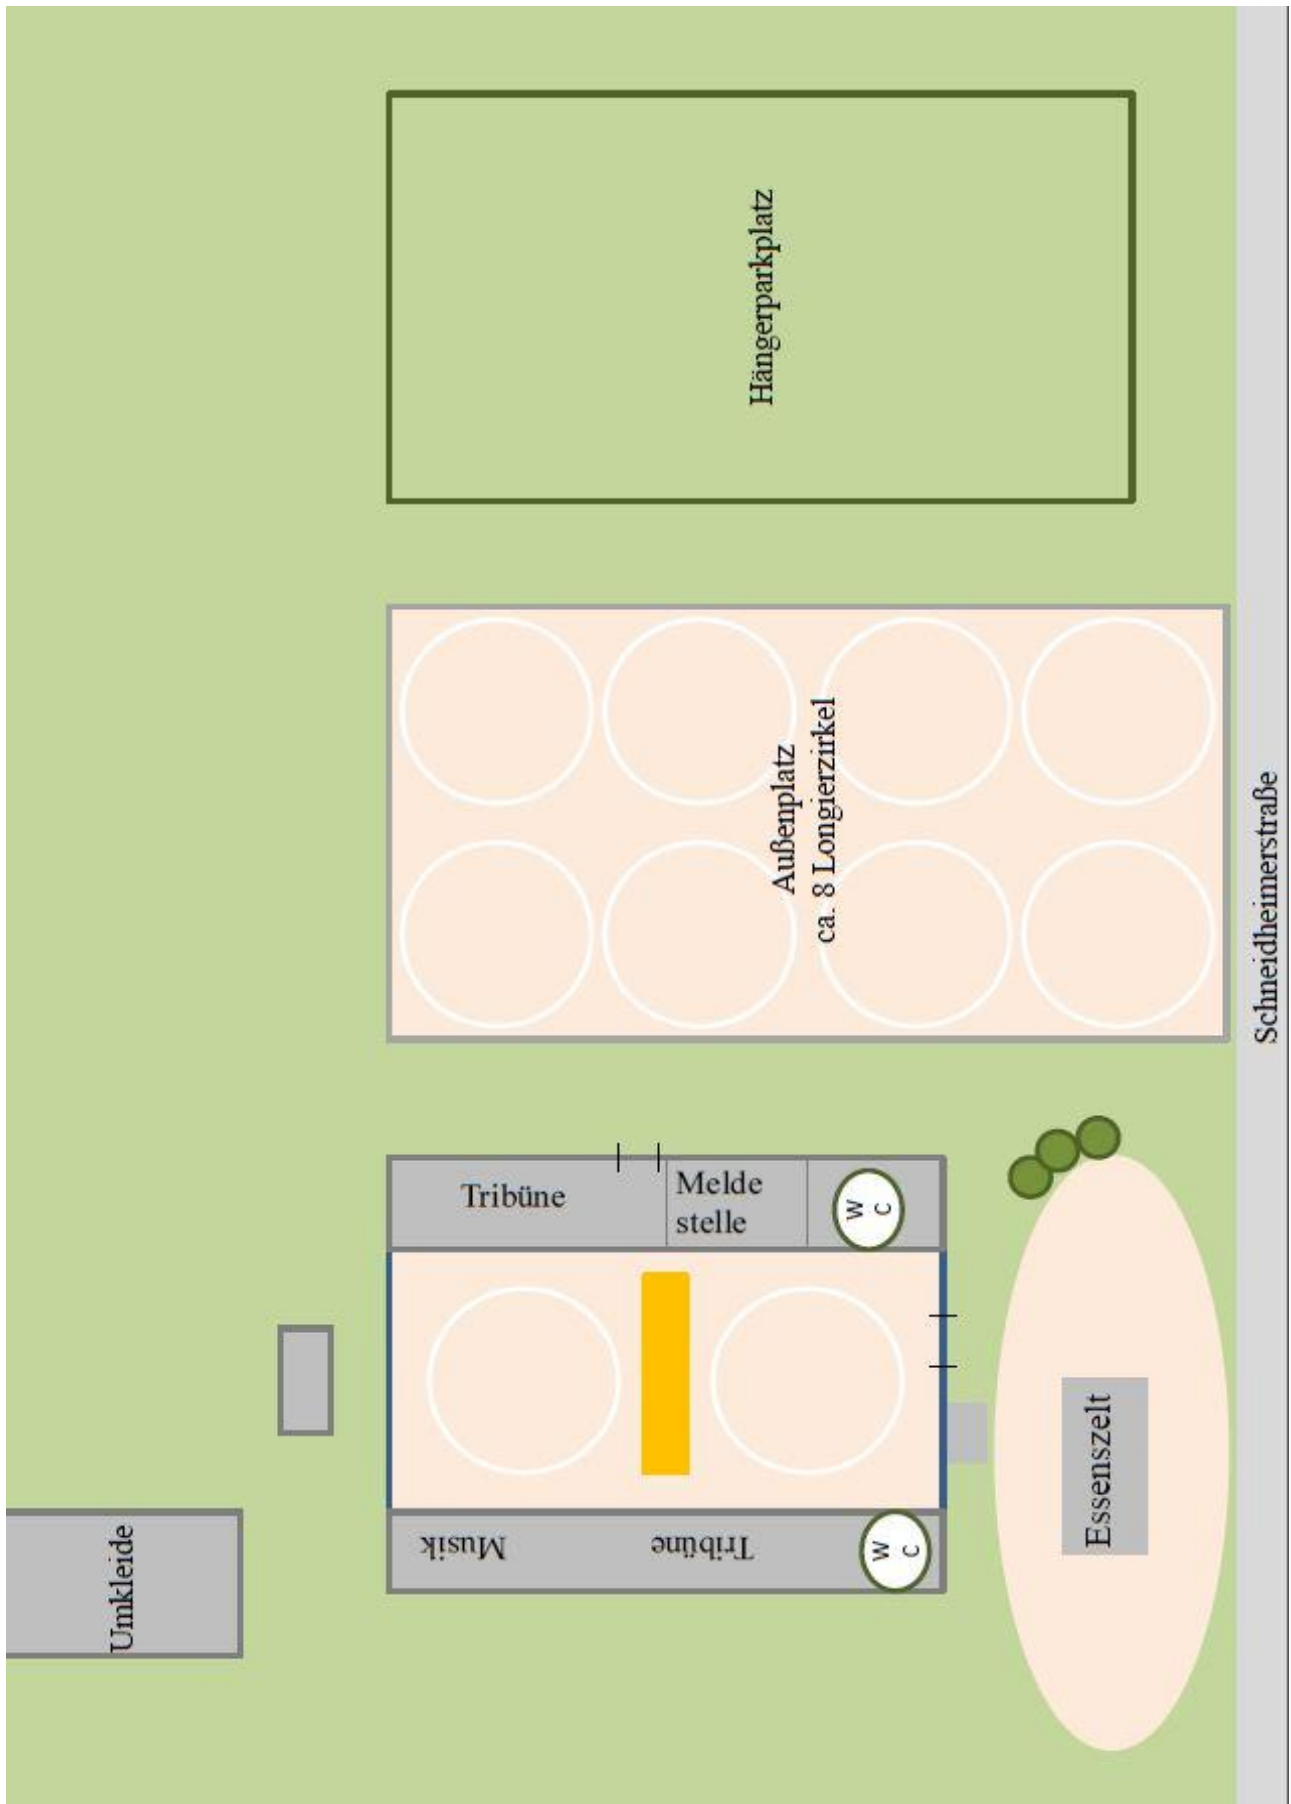 Hängerparkplatz
Außenplatz
ca. 8 Longierzirkel
Schneidheimerstraße
Tribüne
Melde
stelle
W
C
Musik
Tribüne
W
C
Essenszelt
Umkleide